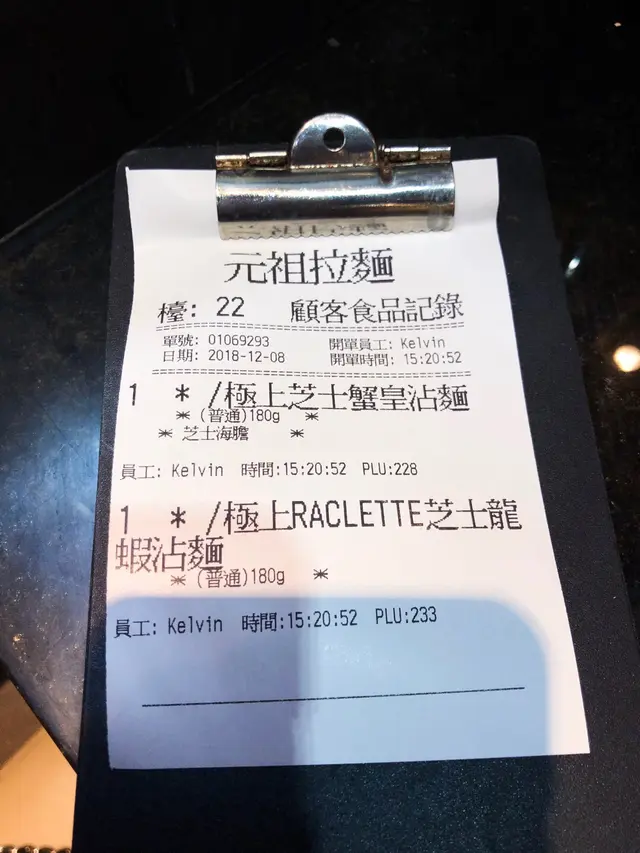 元祖拉麵
檯: 22 顧客食品記錄
單號: 01069293 開單員工: Kelvin
日期: 2018-12-08 開單時間: 15:20:52
1 * /極上芝士蟹皇沾麵
* (普通)180g *
* 芝士海膽 *
員工: Kelvin 時間:15:20:52 PLU:228
1 * /極上RACLETTE芝士龍
蝦沾麵
* (普通)180g *
員工: Kelvin 時間:15:20:52 PLU:233